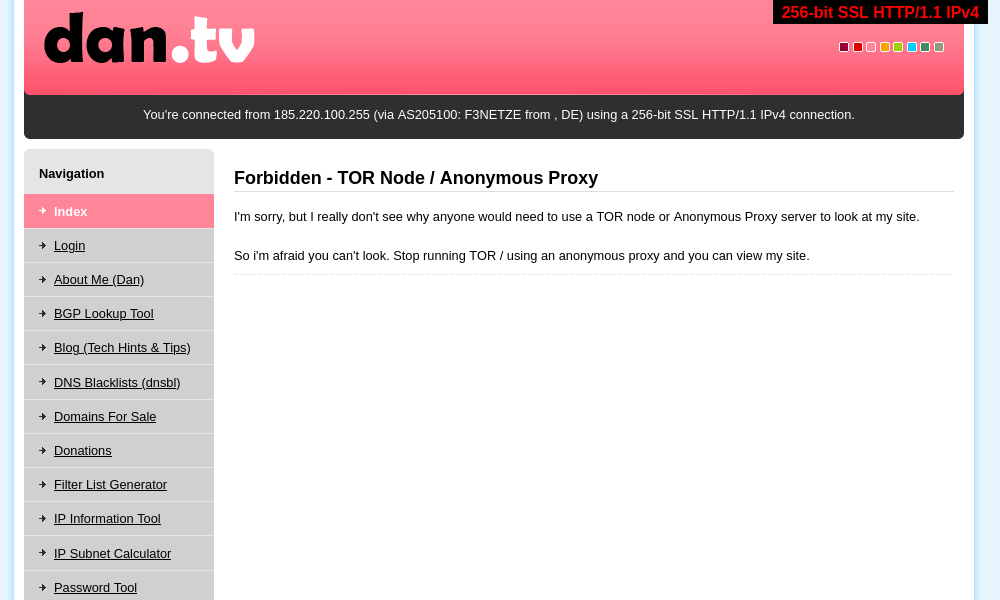 256-bit SSL HTTP/1.1 IPv4
dan.tv
You're connected from 185.220.100.255 (via AS205100: F3NETZE from , DE) using a 256-bit SSL HTTP/1.1 IPv4 connection.
Navigation
Index
Login
About Me (Dan)
BGP Lookup Tool
Blog (Tech Hints & Tips)
DNS Blacklists (dnsbl)
Domains For Sale
Donations
Filter List Generator
IP Information Tool
IP Subnet Calculator
Password Tool
Forbidden - TOR Node / Anonymous Proxy
I'm sorry, but I really don't see why anyone would need to use a TOR node or Anonymous Proxy server to look at my site.
So i'm afraid you can't look. Stop running TOR / using an anonymous proxy and you can view my site.